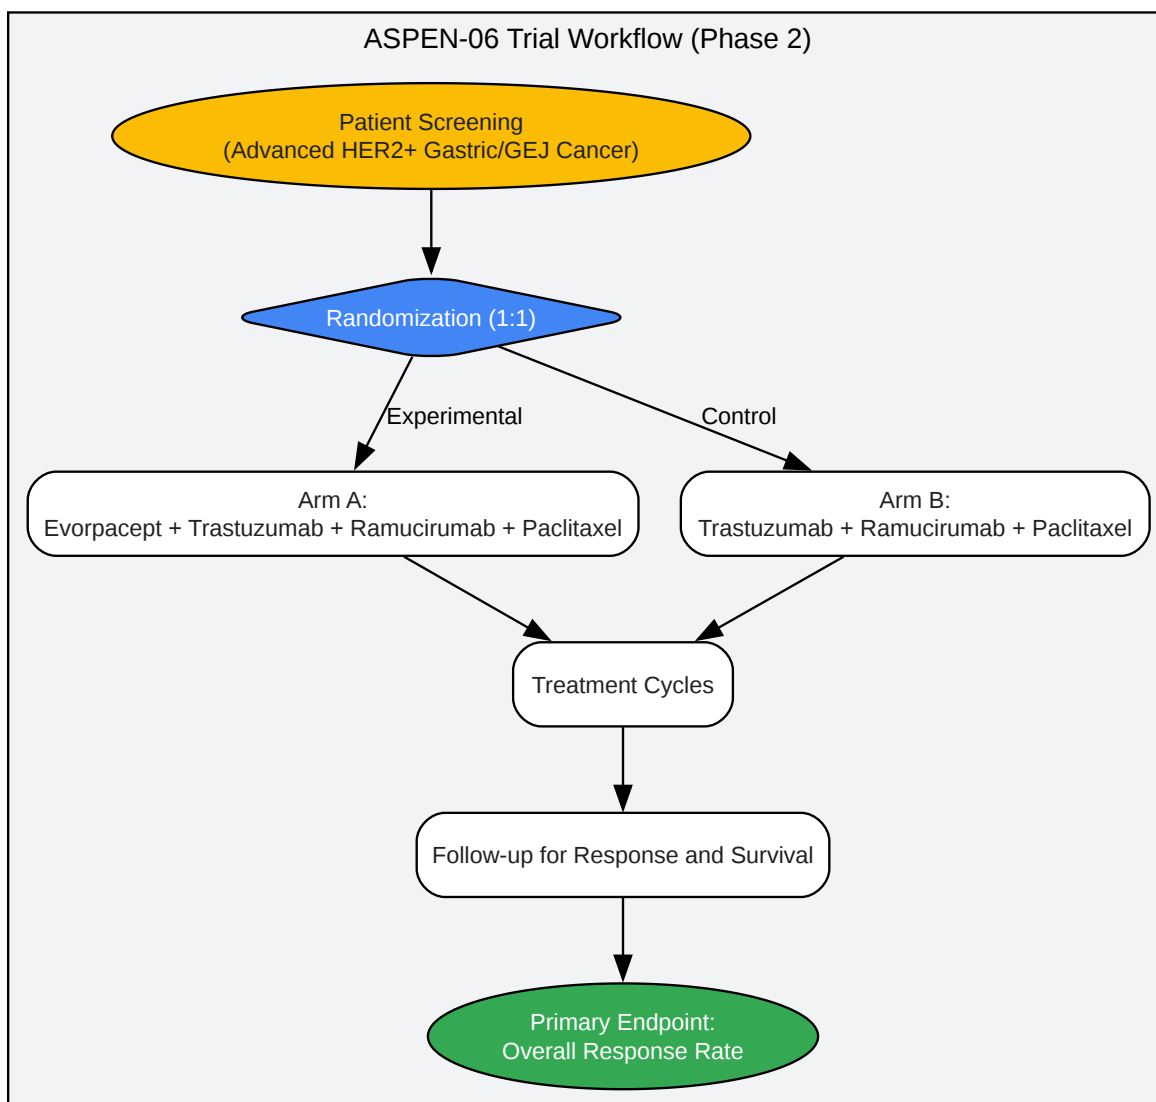 ASPEN-06 Trial Workflow (Phase 2)
Patient Screening
(Advanced HER2+ Gastric/GEJ Cancer)
Randomization (1:1)
Experimental
Control
Arm A:
Evorpacept + Trastuzumab + Ramucirumab + Paclitaxel
Arm B:
Trastuzumab + Ramucirumab + Paclitaxel
Treatment Cycles
Follow-up for Response and Survival
Primary Endpoint:
Overall Response Rate